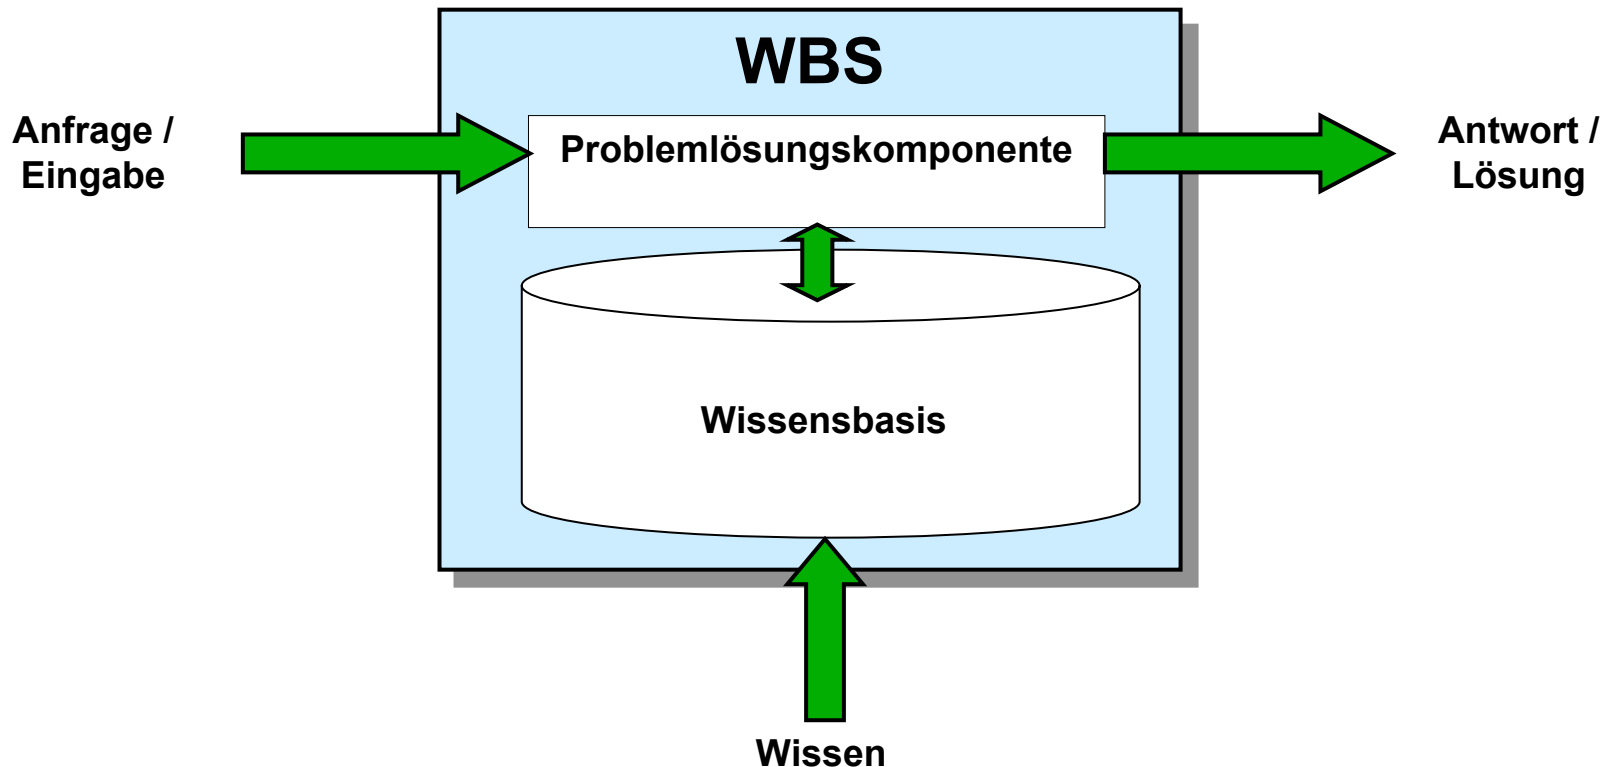 WBS
Anfrage /
Eingabe
Problemlösungskomponente
Antwort /
Lösung
Wissensbasis
Wissen